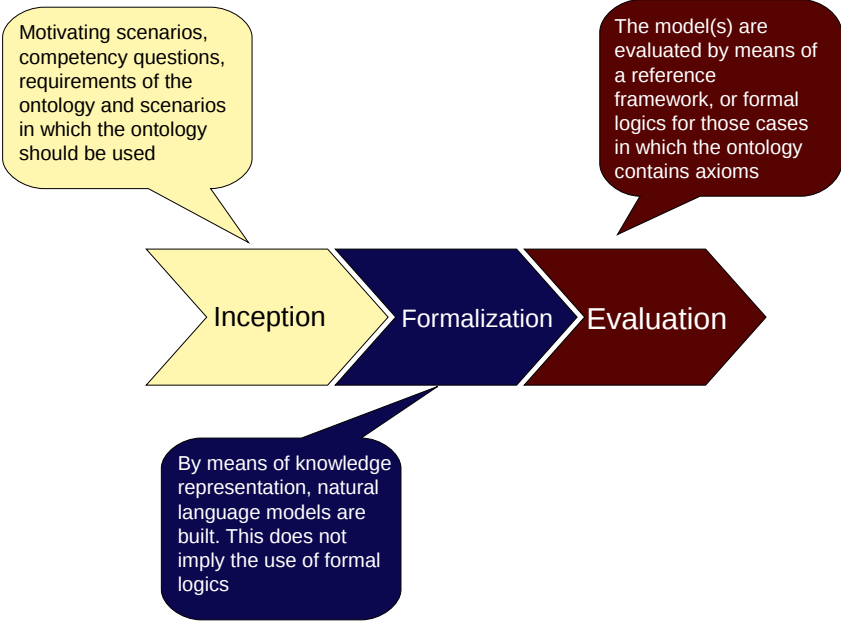 Motivating scenarios,
competency questions,
requirements of the
ontology and scenarios
in which the ontology
should be used
The model(s) are
evaluated by means of
a reference
framework, or formal
logics for those cases
in which the ontology
contains axioms
Inception
Formalization
Evaluation
By means of knowledge
representation, natural
language models are
built. This does not
imply the use of formal
logics